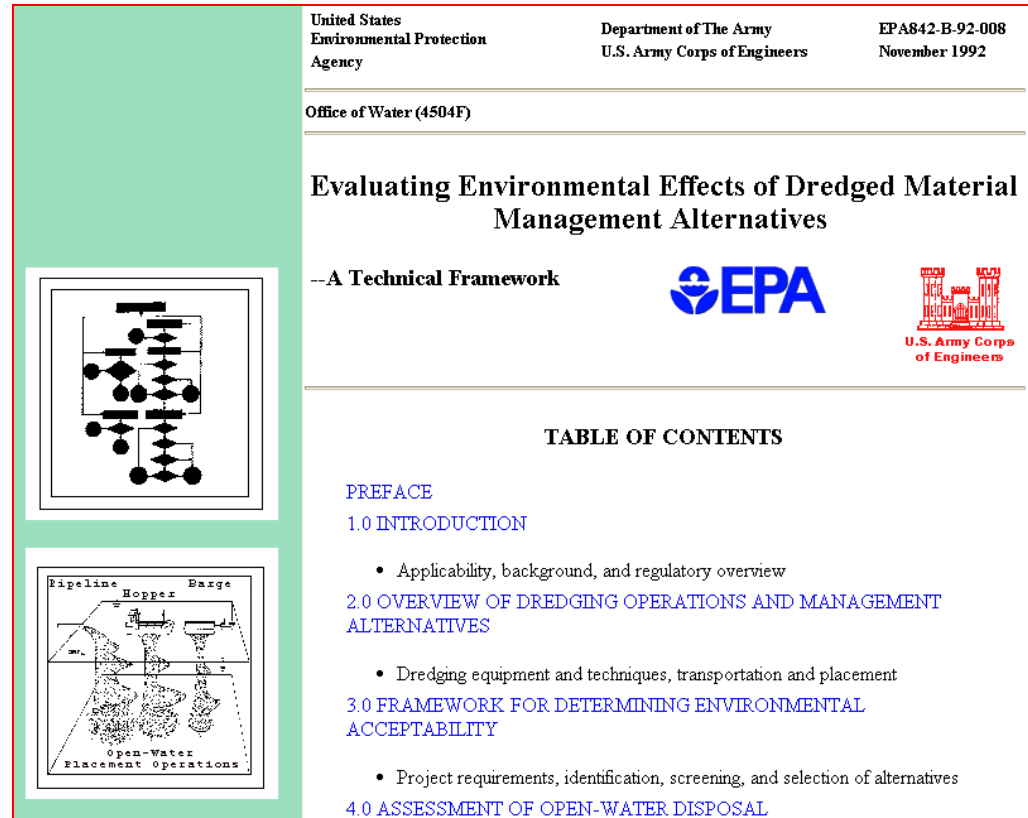 United States
Environmental Protection
Agency
Department of The Army
U.S. Army Corps of Engineers
EPA842-B-92-008
November 1992
Office of Water (4504F)
Evaluating Environmental Effects of Dredged Material
Management Alternatives
--A Technical Framework
EPA
U.S. Army Corps
of Engineers
TABLE OF CONTENTS
PREFACE
1.0 INTRODUCTION
• Applicability, background, and regulatory overview
2.0 OVERVIEW OF DREDGING OPERATIONS AND MANAGEMENT
ALTERNATIVES
• Dredging equipment and techniques, transportation and placement
3.0 FRAMEWORK FOR DETERMINING ENVIRONMENTAL
ACCEPTABILITY
• Project requirements, identification, screening, and selection of alternatives
4.0 ASSESSMENT OF OPEN-WATER DISPOSAL
Pipeline
Hopper
Barge
Open-Water
Placement Operations